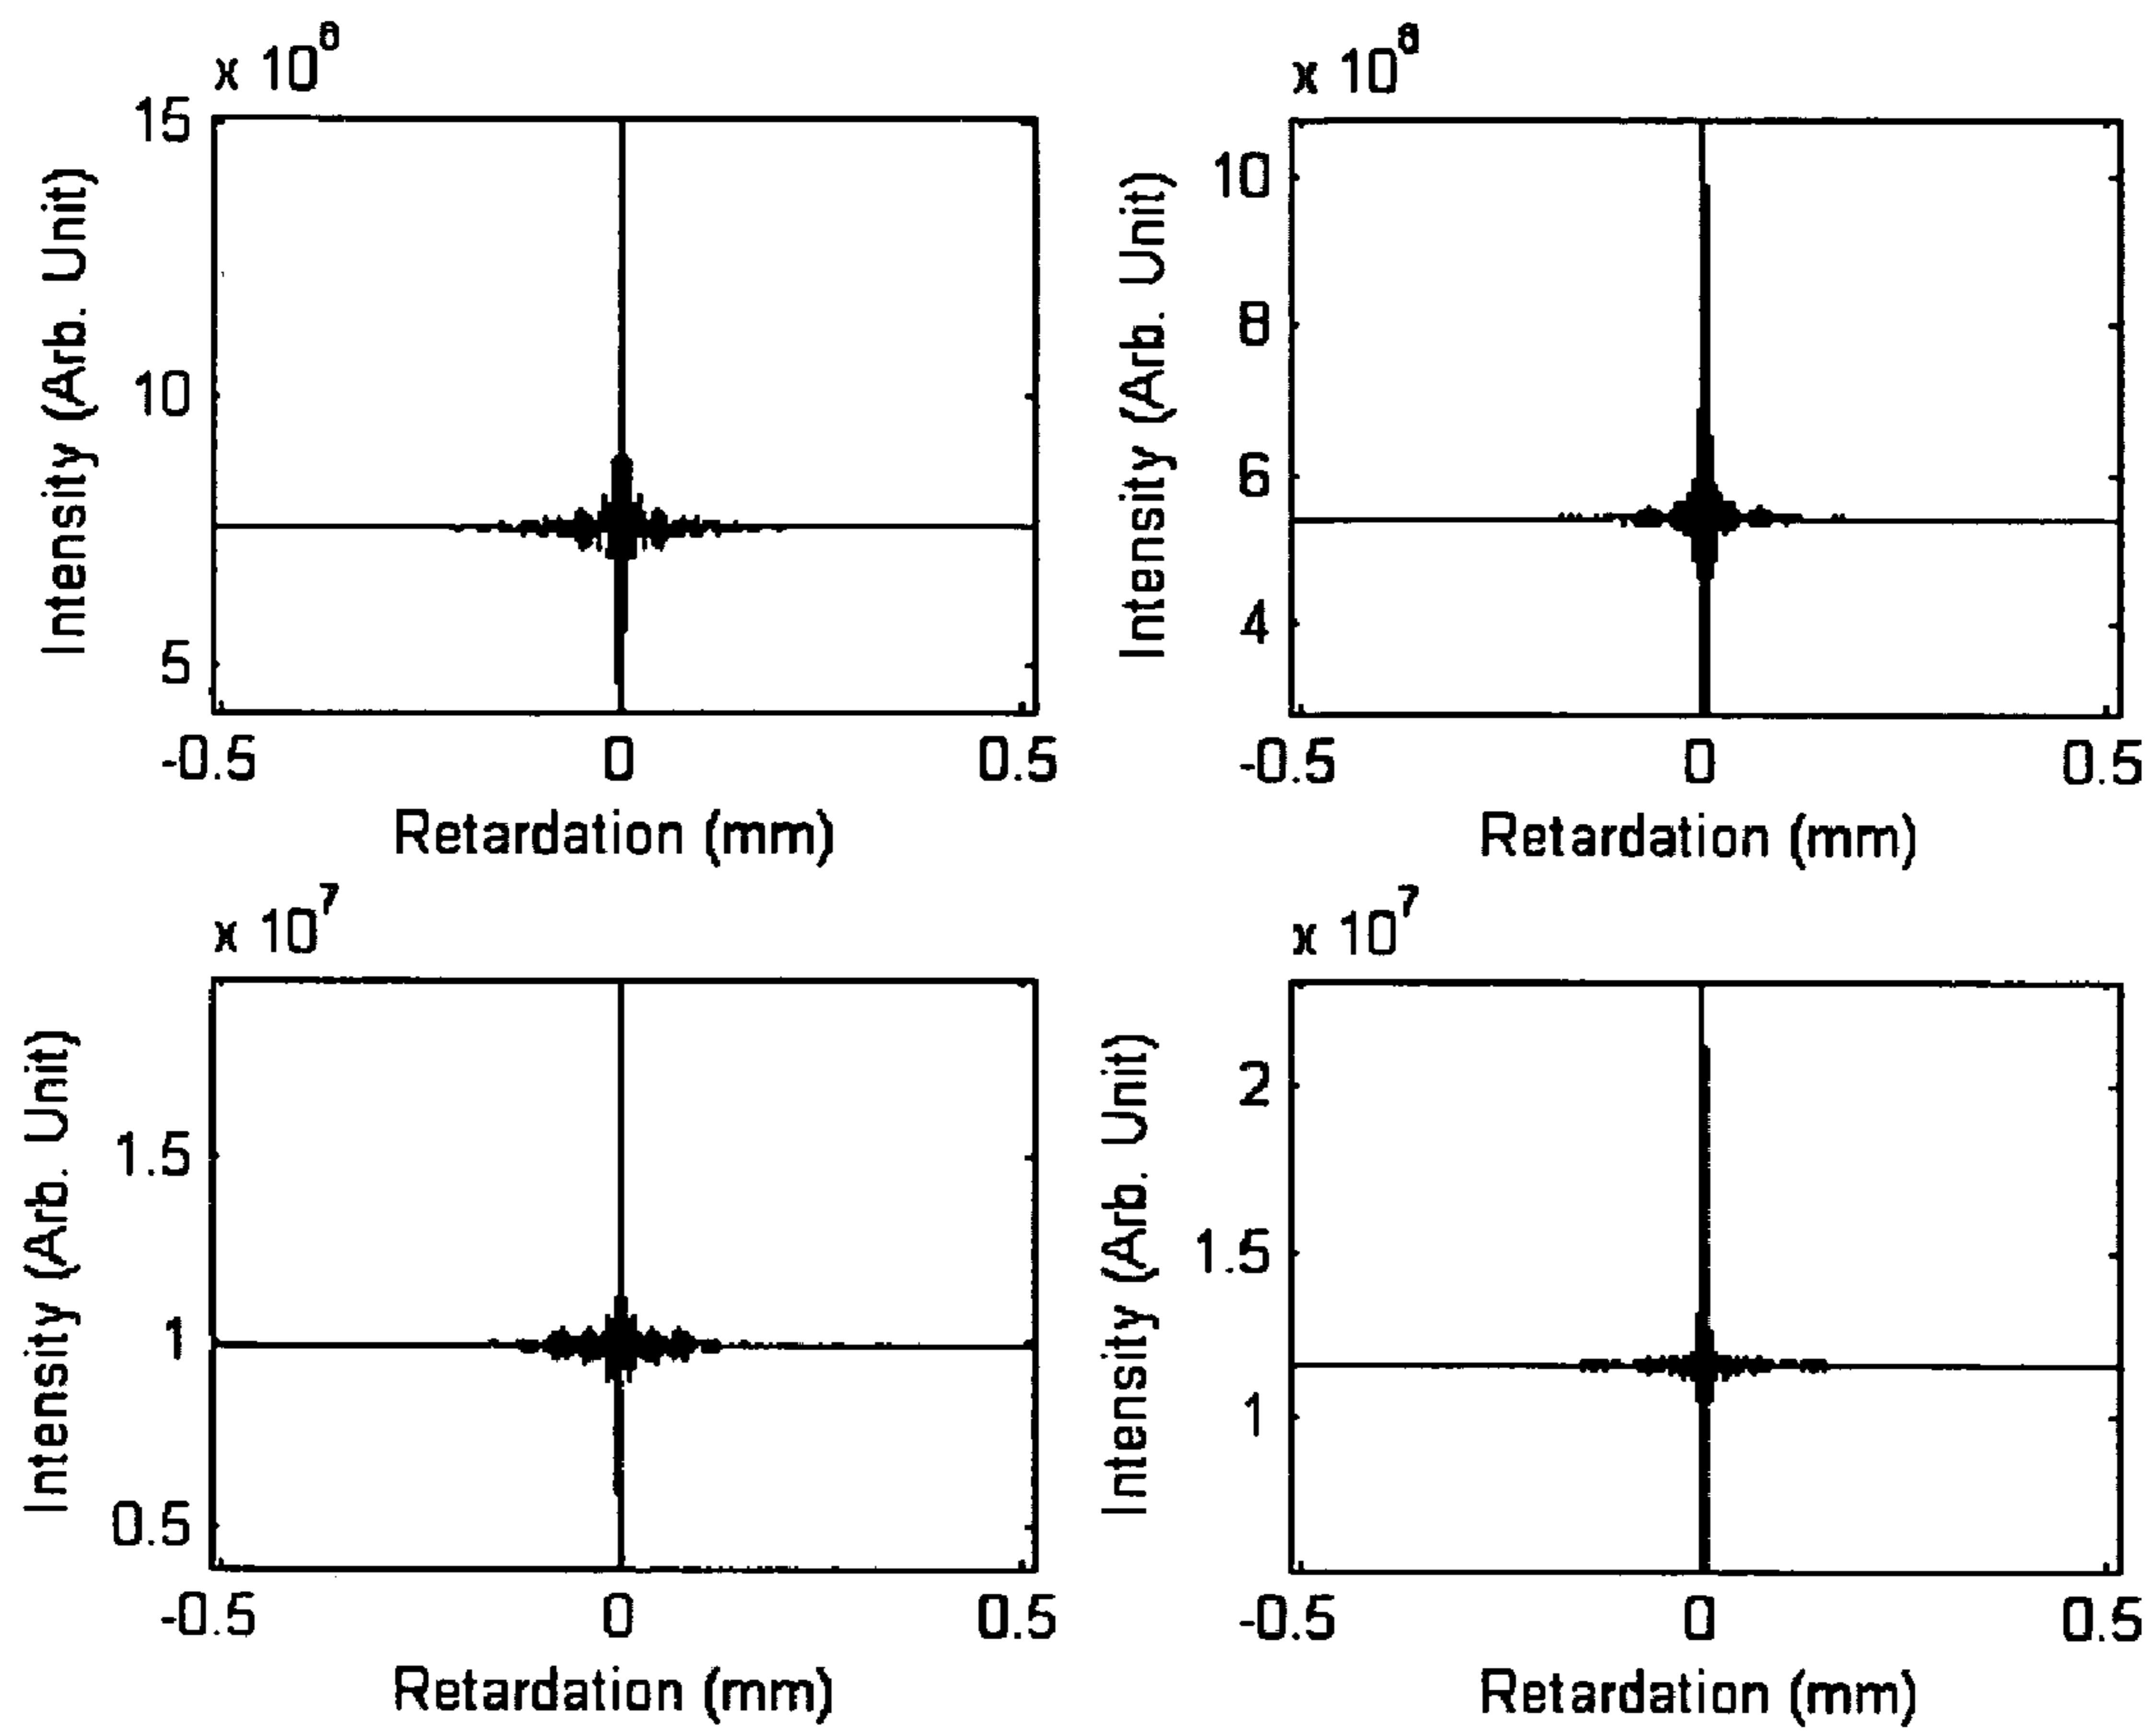 x 10^6
15
10
5
Intensity (Arb. Unit)
-0.5 0 0.5
Retardation (mm)
x 10^6
10
8
6
4
Intensity (Arb. Unit)
-0.5 0 0.5
Retardation (mm)
x 10^7
1.5
1
0.5
Intensity (Arb. Unit)
-0.5 0 0.5
Retardation (mm)
x 10^7
2
1.5
1
Intensity (Arb. Unit)
-0.5 0 0.5
Retardation (mm)